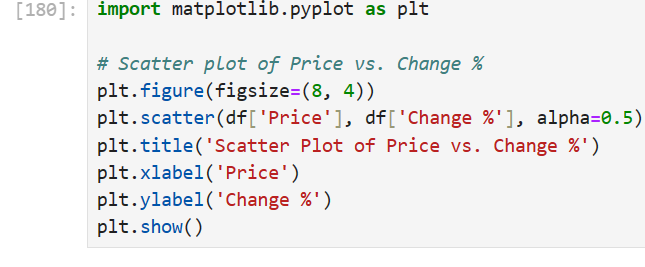 [180]: import matplotlib.pyplot as plt
# Scatter plot of Price vs. Change %
plt.figure(figsize=(8, 4))
plt.scatter(df['Price'], df['Change %'], alpha=0.5)
plt.title('Scatter Plot of Price vs. Change %')
plt.xlabel('Price')
plt.ylabel('Change %')
plt.show()